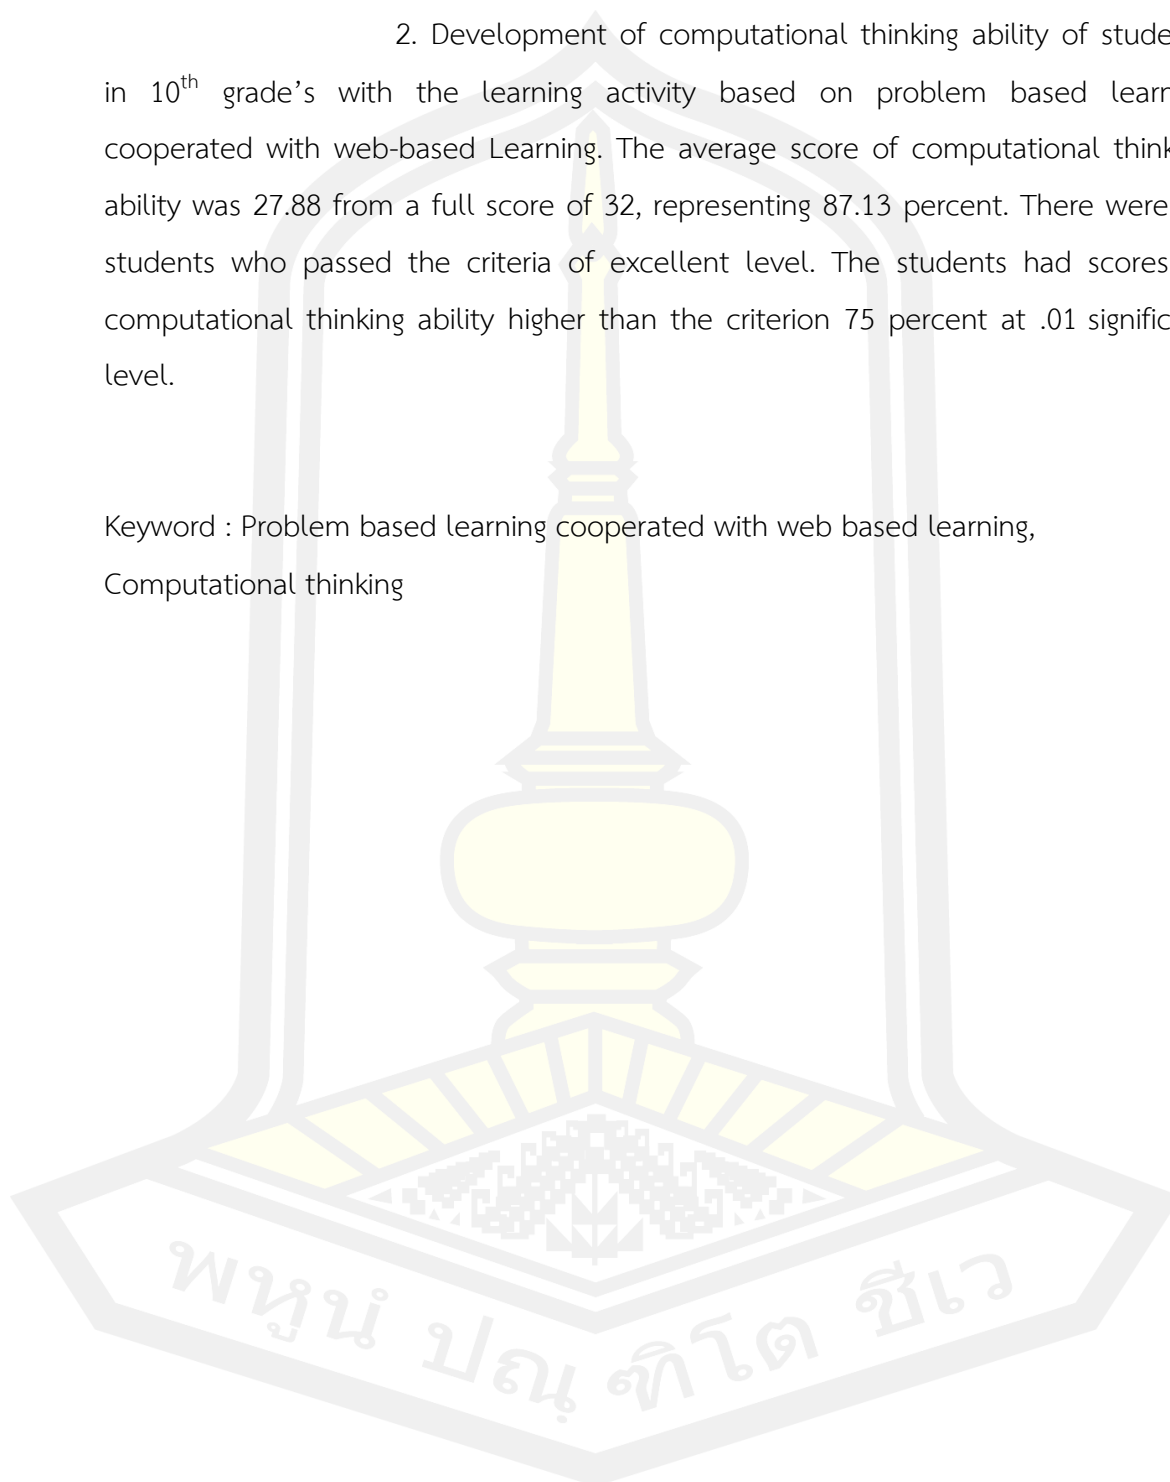 2. Development of computational thinking ability of stude
in 10th grade's with the learning activity based on problem based learn
cooperated with web-based Learning. The average score of computational think
ability was 27.88 from a full score of 32, representing 87.13 percent. There were
students who passed the criteria of excellent level. The students had scores
computational thinking ability higher than the criterion 75 percent at .01 signific
level.
Keyword : Problem based learning cooperated with web based learning,
Computational thinking
พหูนํ ปณฺฑิโต ชีเว